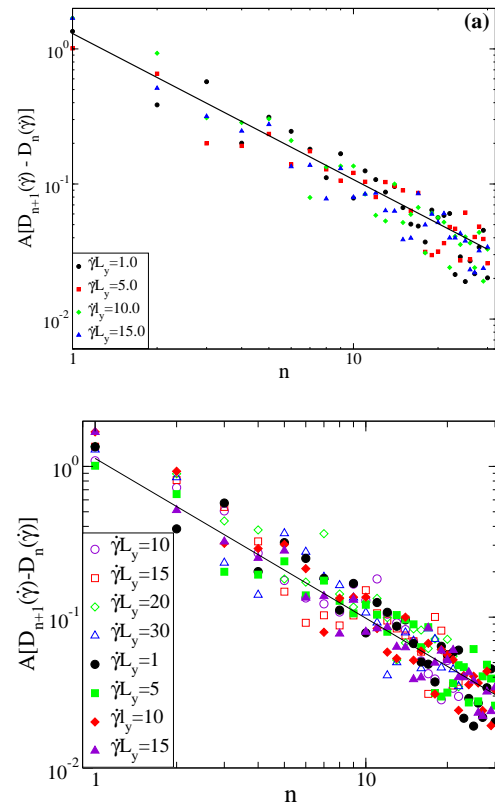 (a)
A[D_{n+1}(γ̇) - D_n(γ̇)]
10^0
10^{-1}
10^{-2}
γ̇L_y=1.0
γ̇L_y=5.0
γ̇l_y=10.0
γ̇L_y=15.0
1
10
n
A[D_{n+1}(γ̇)-D_n(γ̇)]
10^0
10^{-1}
10^{-2}
γ̇L_y=10
γ̇L_y=15
γ̇L_y=20
γ̇L_y=30
γ̇L_y=1
γ̇L_y=5
γ̇l_y=10
γ̇L_y=15
1
10
n